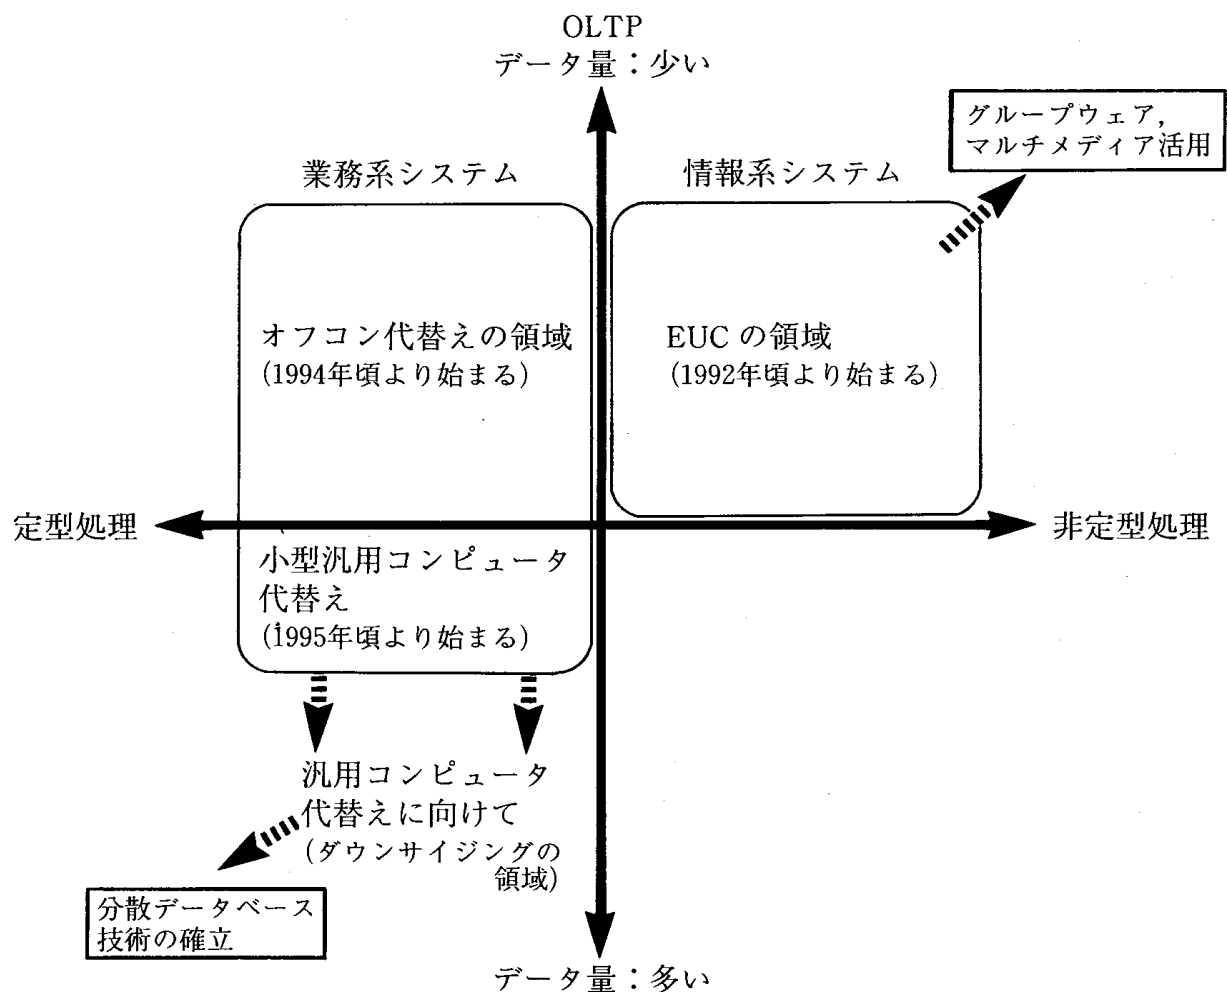 OLTP
データ量：少い
グループウェア，
マルチメディア活用
業務系システム
情報系システム
オフコン代替えの領域
(1994年頃より始まる)
EUC の領域
(1992年頃より始まる)
定型処理
非定型処理
小型汎用コンピュータ
代替え
(1995年頃より始まる)
汎用コンピュータ
代替えに向けて
(ダウンサイジングの
領域)
分散データベース
技術の確立
データ量：多い